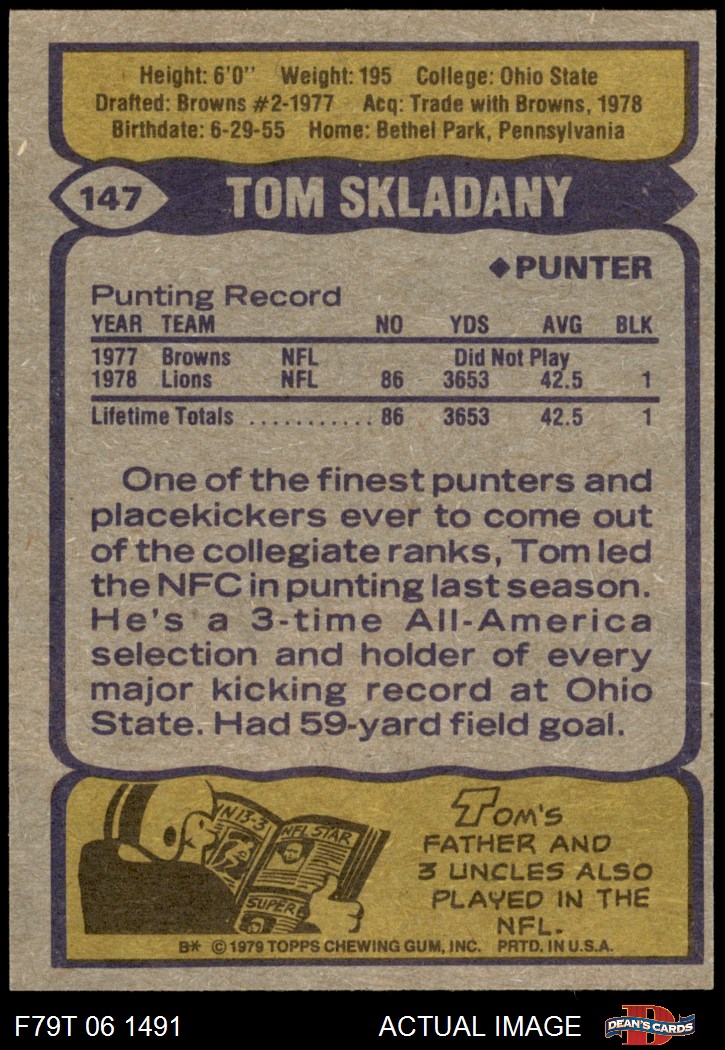 Height: 6'0" Weight: 195 College: Ohio State
Drafted: Browns #2-1977 Acq: Trade with Browns, 1978
Birthdate: 6-29-55 Home: Bethel Park, Pennsylvania
147 TOM SKLADANY
◆PUNTER
Punting Record
YEAR TEAM NO YDS AVG BLK
1977 Browns NFL Did Not Play
1978 Lions NFL 86 3653 42.5 1
Lifetime Totals ........... 86 3653 42.5 1
One of the finest punters and
placekickers ever to come out
of the collegiate ranks, Tom led
the NFC in punting last season.
He's a 3-time All-America
selection and holder of every
major kicking record at Ohio
State. Had 59-yard field goal.
N 13-3
NFL STAR
SUPER
TOM'S
FATHER AND
3 UNCLES ALSO
PLAYED IN THE
NFL.
B* © 1979 TOPPS CHEWING GUM, INC. PRTD. IN U.S.A.
F79T 06 1491 ACTUAL IMAGE
D
DEAN'S CARDS